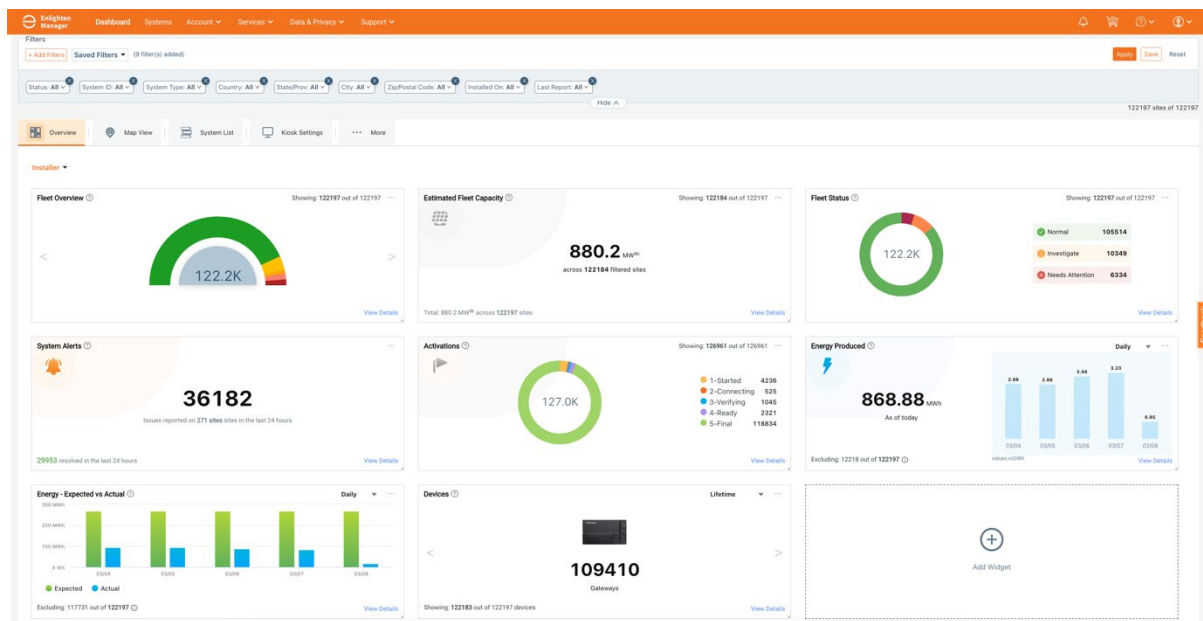 Enlighten Manager Dashboard Systems Account Services Data & Privacy Support
Filters
+ Add Filters Saved Filters (9 filter(s) added) Apply Save Reset
Status: All System ID: All System Type: All Country: All State/Prov: All City: All Zip/Postal Code: All Installed On: All Last Report: All
Hide
122197 sites of 122197
Overview Map View System List Kiosk Settings More
Installer
Fleet Overview
Showing: 122197 out of 122197
122.2K
View Details
Estimated Fleet Capacity
Showing: 122184 out of 122197
880.2 MWdc
across 122184 filtered sites
Total: 880.2 MWdc across 122197 sites
View Details
Fleet Status
Showing: 122197 out of 122197
122.2K
Normal 105514
Investigate 10349
Needs Attention 6334
View Details
System Alerts
36182
Issues reported on 271 sites sites in the last 24 hours
29953 resolved in the last 24 hours
View Details
Activations
Showing: 126961 out of 126961
127.0K
1-Started 4236
2-Connecting 525
3-Verifying 1045
4-Ready 2321
5-Final 118834
View Details
Energy Produced
Daily
868.88 MWh
As of today
2.68 2.66 3.04 3.23 0.85
03/04 03/05 03/06 03/07 03/08
values inGWh
Excluding: 12218 out of 122197
View Details
Energy - Expected vs Actual
Daily
300 MWh
200 MWh
100 MWh
0 Wh
03/04 03/05 03/06 03/07 03/08
Expected Actual
Excluding: 117731 out of 122197
View Details
Devices
Lifetime
109410
Gateways
Showing: 122183 out of 122197 devices
View Details
Add Widget